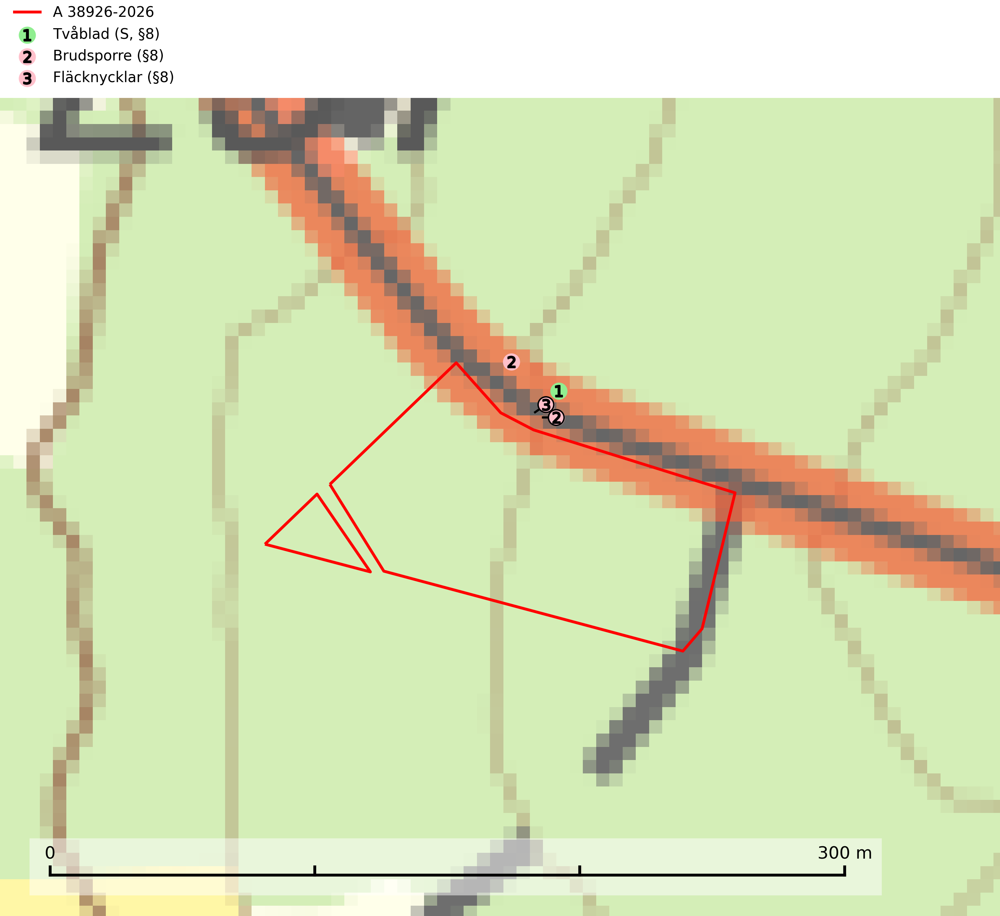 A 38926-2026
1 Tvåblad (S, §8)
2 Brudsporre (§8)
3 Fläcknycklar (§8)
2
1
3
2
0 300 m